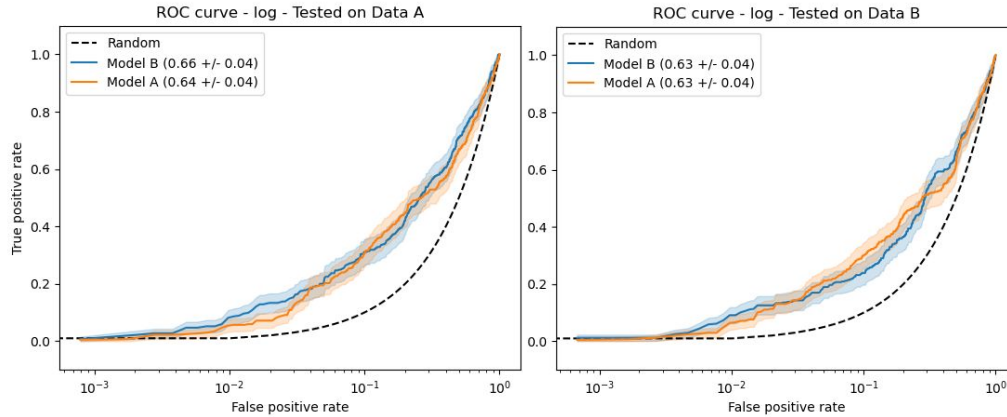 ROC curve - log - Tested on Data A
Random
Model B (0.66 +/- 0.04)
Model A (0.64 +/- 0.04)
True positive rate
1.0
0.8
0.6
0.4
0.2
0.0
10⁻³
10⁻²
10⁻¹
10⁰
False positive rate
ROC curve - log - Tested on Data B
Random
Model B (0.63 +/- 0.04)
Model A (0.63 +/- 0.04)
1.0
0.8
0.6
0.4
0.2
0.0
10⁻³
10⁻²
10⁻¹
10⁰
False positive rate